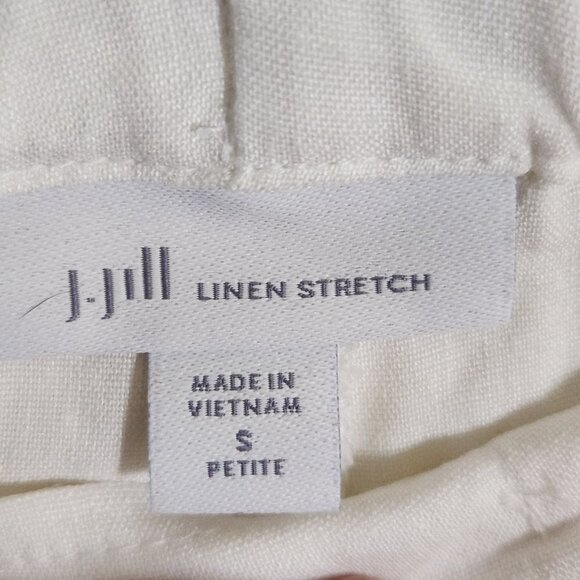 J.Jill LINEN STRETCH
MADE IN
VIETNAM
S
PETITE